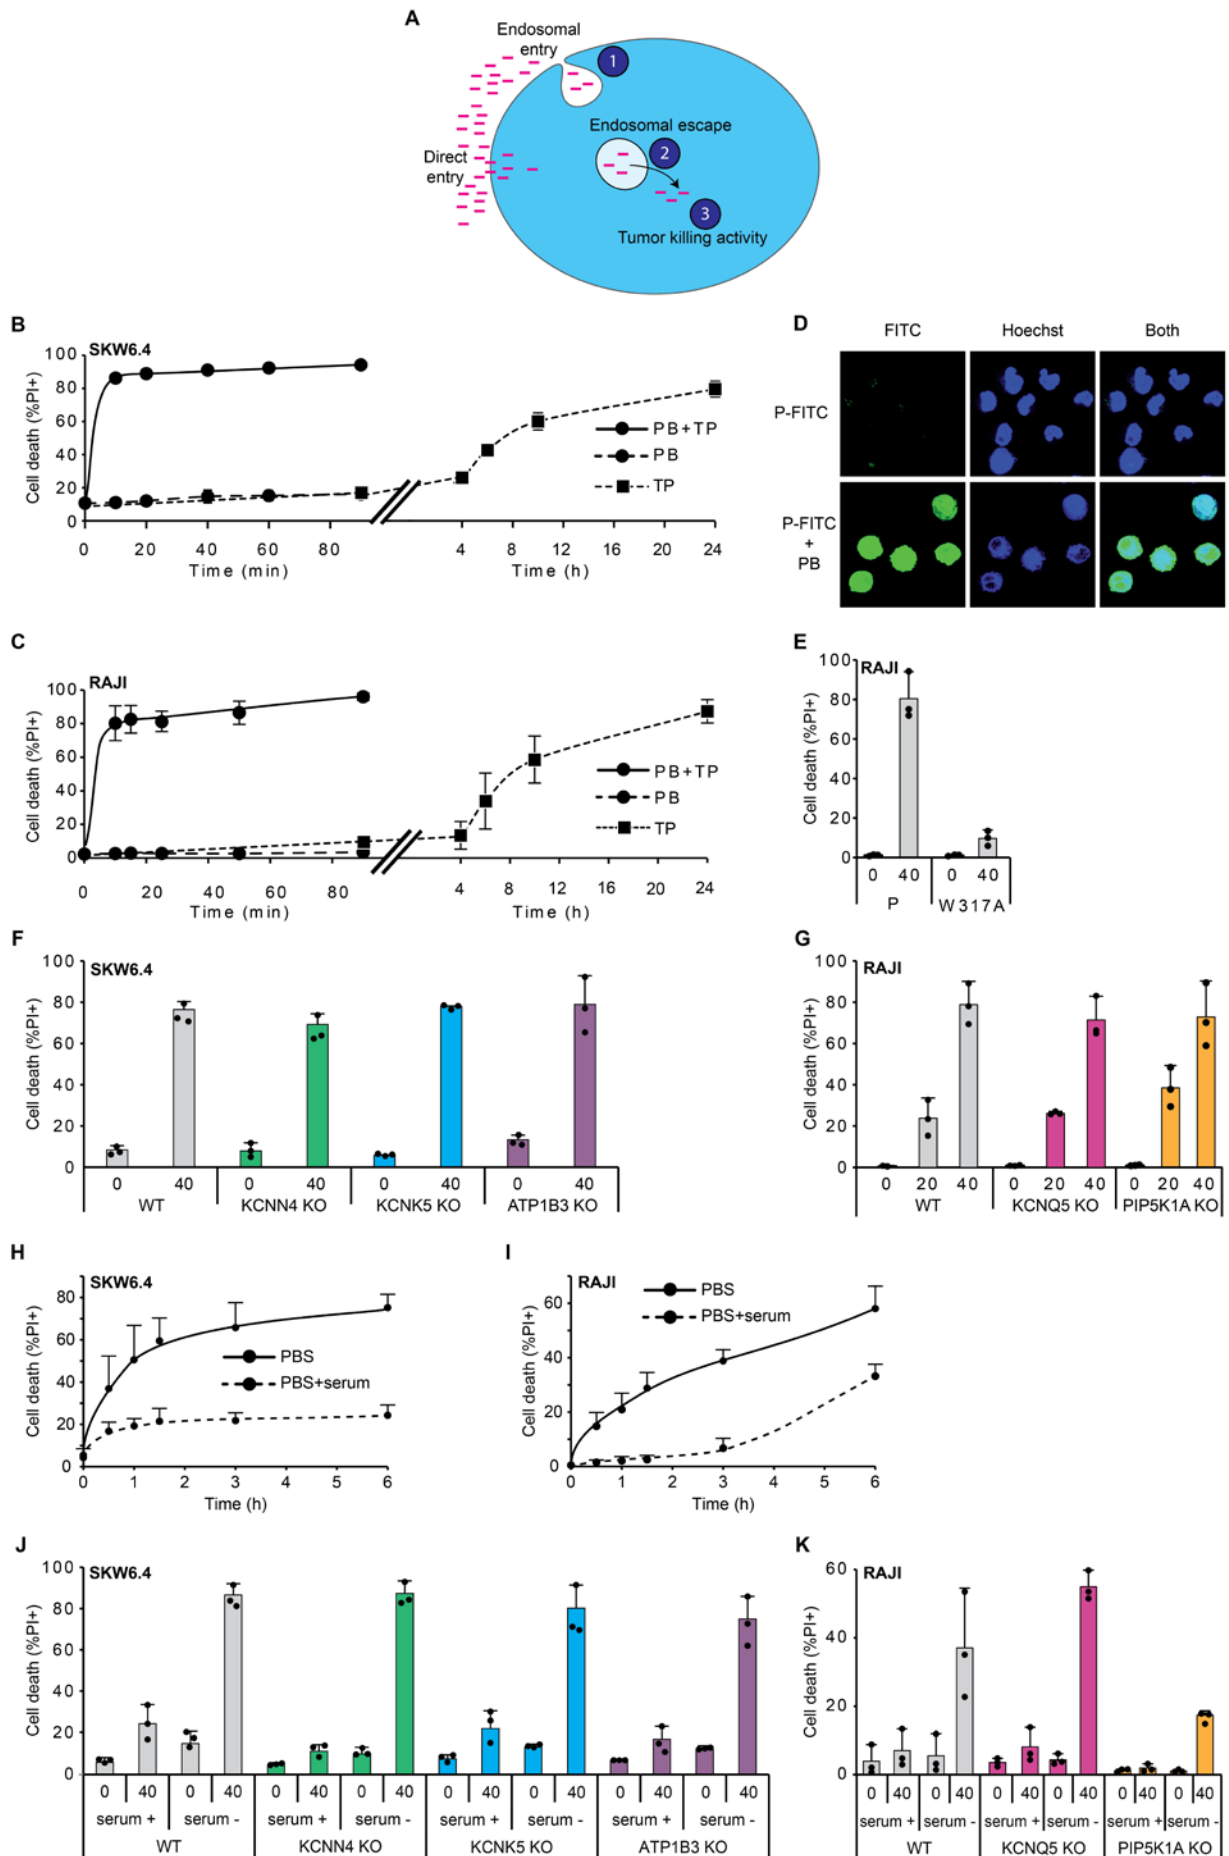 A
Endosomal
entry
1
Endosomal escape
2
Direct
entry
3
Tumor killing activity
B
SKW6.4
100
80
60
40
20
0
Cell death (%PI+)
PB+TP
PB
TP
0 20 40 60 80
4 8 12 16 20 24
Time (min)
Time (h)
D
FITC Hoechst Both
P-FITC
P-FITC
+
PB
C
RAJI
100
80
60
40
20
0
Cell death (%PI+)
PB+TP
PB
TP
0 20 40 60 80
4 8 12 16 20 24
Time (min)
Time (h)
E
RAJI
100
80
60
40
20
0
Cell death (%PI+)
0 40 0 40
P W317A
F
SKW6.4
100
80
60
40
20
0
Cell death (%PI+)
0 40 0 40 0 40 0 40
WT KCNN4 KO KCNK5 KO ATP1B3 KO
G
RAJI
100
80
60
40
20
0
Cell death (%PI+)
0 20 40 0 20 40 0 20 40
WT KCNQ5 KO PIP5K1A KO
H
SKW6.4
80
60
40
20
0
Cell death (%PI+)
PBS
PBS+serum
0 1 2 3 4 5 6
Time (h)
I
RAJI
60
40
20
0
Cell death (%PI+)
PBS
PBS+serum
0 1 2 3 4 5 6
Time (h)
J
SKW6.4
100
80
60
40
20
0
Cell death (%PI+)
0 40 0 40 0 40 0 40 0 40 0 40 0 40 0 40
serum + serum - serum + serum - serum + serum - serum + serum -
WT KCNN4 KO KCNK5 KO ATP1B3 KO
K
RAJI
60
40
20
0
Cell death (%PI+)
0 40 0 40 0 40 0 40 0 40 0 40
serum + serum - serum + serum - serum + serum -
WT KCNQ5 KO PIP5K1A KO